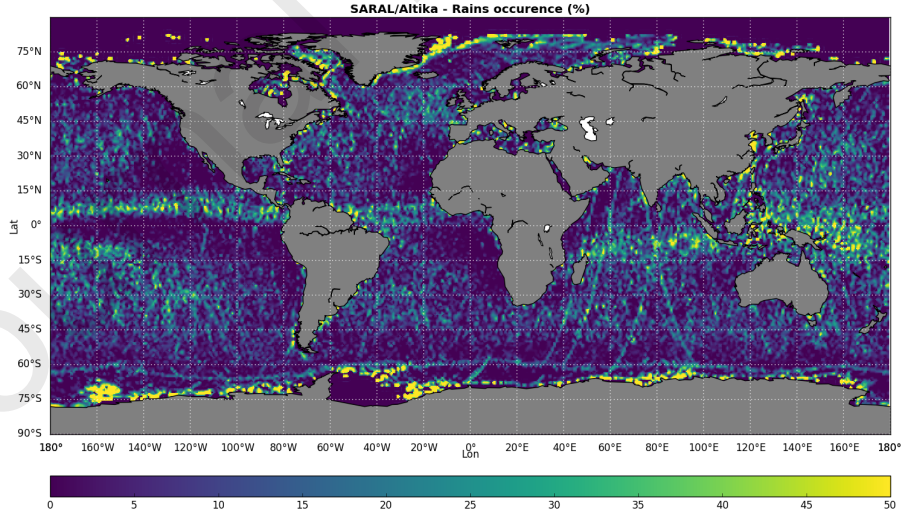 SARAL/Altika - Rains occurence (%)
75°N
60°N
45°N
30°N
15°N
0°
15°S
30°S
45°S
60°S
75°S
90°S
Lat
180° 160°W 140°W 120°W 100°W 80°W 60°W 40°W 20°W 0° 20°E 40°E 60°E 80°E 100°E 120°E 140°E 160°E 180°
Lon
0 5 10 15 20 25 30 35 40 45 50